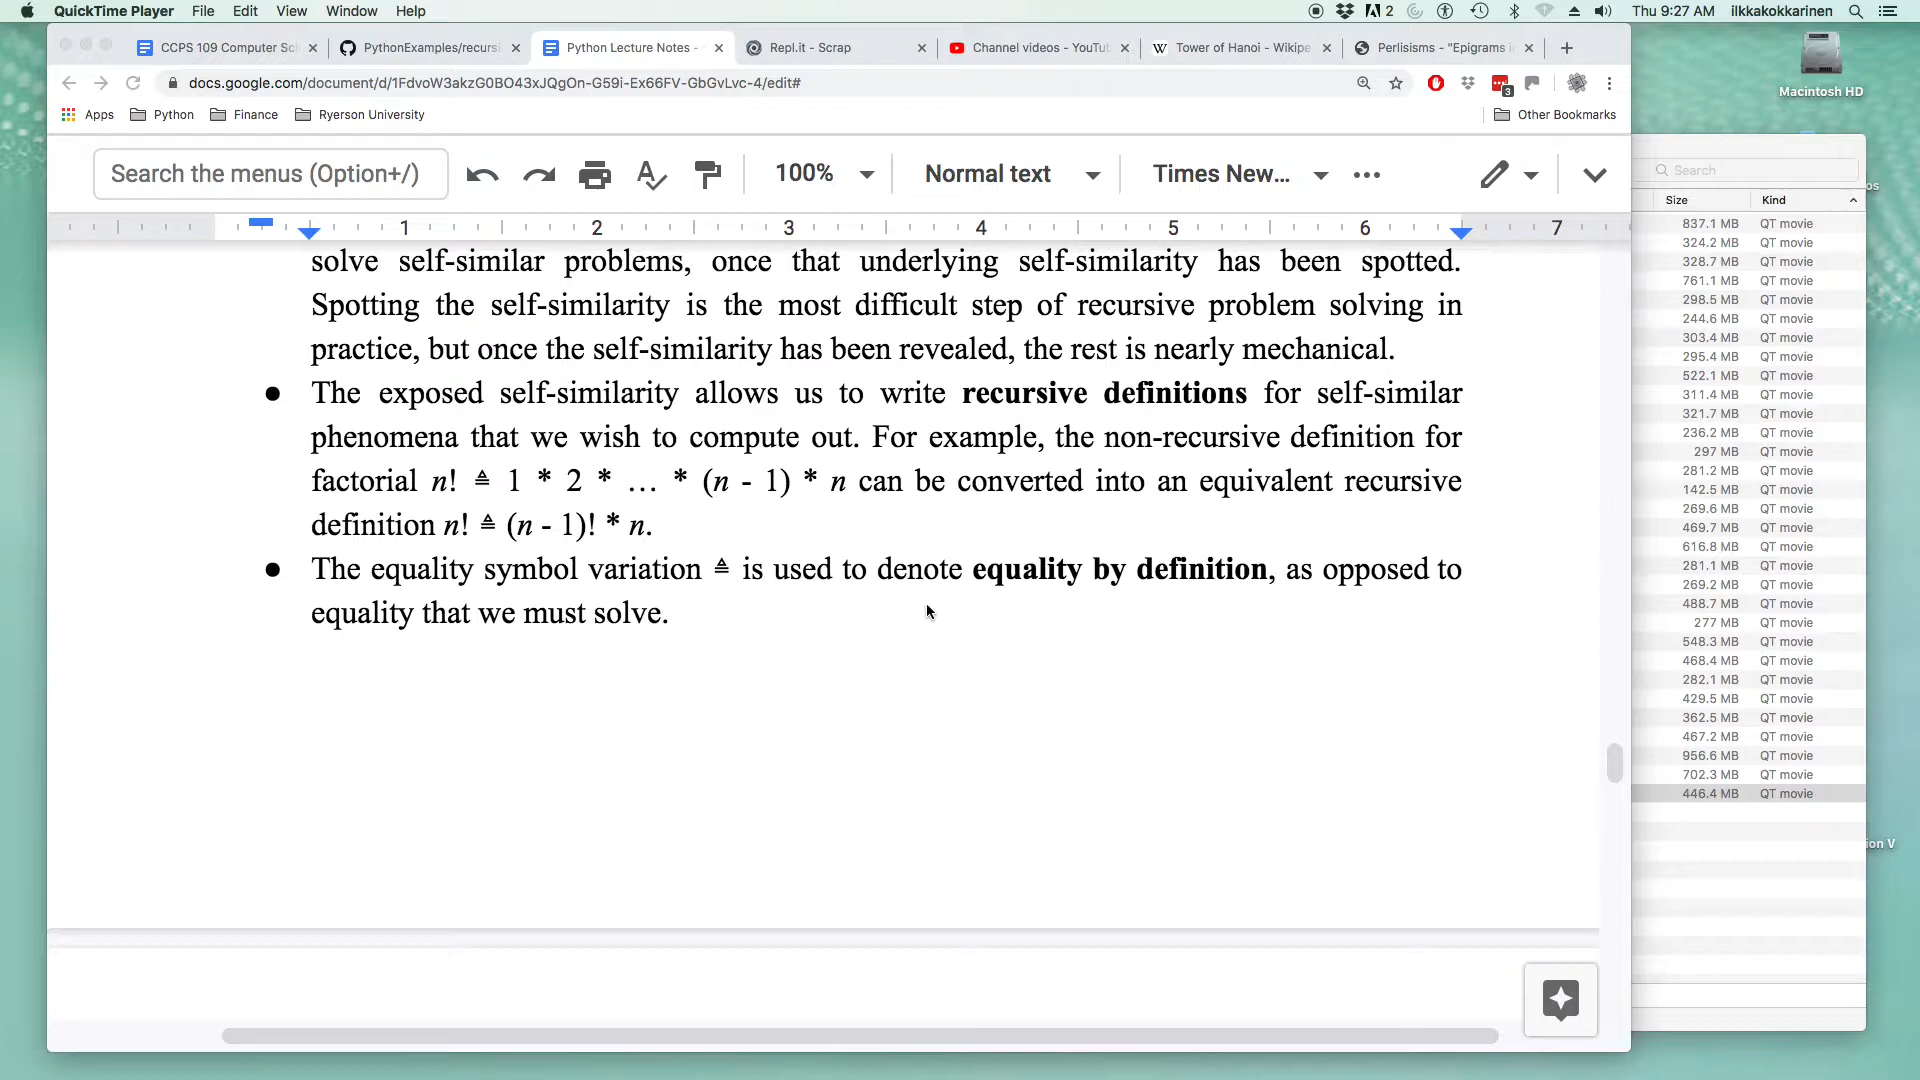 QuickTime Player File Edit View Window Help 2 Thu 9:27 AM ilkkakokkarinen
CCPS 109 Computer Sci PythonExamples/recursi Python Lecture Notes - Repl.it - Scrap Channel videos - YouTu Tower of Hanoi - Wikipe Perlisisms - "Epigrams in
docs.google.com/document/d/1FdvoW3akzG0BO43xJQgOn-G59i-Ex66FV-GbGvLvc-4/edit# 3
Apps Python Finance Ryerson University Other Bookmarks
Macintosh HD
Search the menus (Option+/) 100% Normal text Times New...
1 2 3 4 5 6 7
solve self-similar problems, once that underlying self-similarity has been spotted.
Spotting the self-similarity is the most difficult step of recursive problem solving in
practice, but once the self-similarity has been revealed, the rest is nearly mechanical.
● The exposed self-similarity allows us to write recursive definitions for self-similar
phenomena that we wish to compute out. For example, the non-recursive definition for
factorial n! ≜ 1 * 2 * … * (n - 1) * n can be converted into an equivalent recursive
definition n! ≜ (n - 1)! * n.
● The equality symbol variation ≜ is used to denote equality by definition, as opposed to
equality that we must solve.
Search
os
Size Kind
837.1 MB QT movie
324.2 MB QT movie
328.7 MB QT movie
761.1 MB QT movie
298.5 MB QT movie
244.6 MB QT movie
303.4 MB QT movie
295.4 MB QT movie
522.1 MB QT movie
311.4 MB QT movie
321.7 MB QT movie
236.2 MB QT movie
297 MB QT movie
281.2 MB QT movie
142.5 MB QT movie
269.6 MB QT movie
469.7 MB QT movie
616.8 MB QT movie
281.1 MB QT movie
269.2 MB QT movie
488.7 MB QT movie
277 MB QT movie
548.3 MB QT movie
468.4 MB QT movie
282.1 MB QT movie
429.5 MB QT movie
362.5 MB QT movie
467.2 MB QT movie
956.6 MB QT movie
702.3 MB QT movie
446.4 MB QT movie
ion V